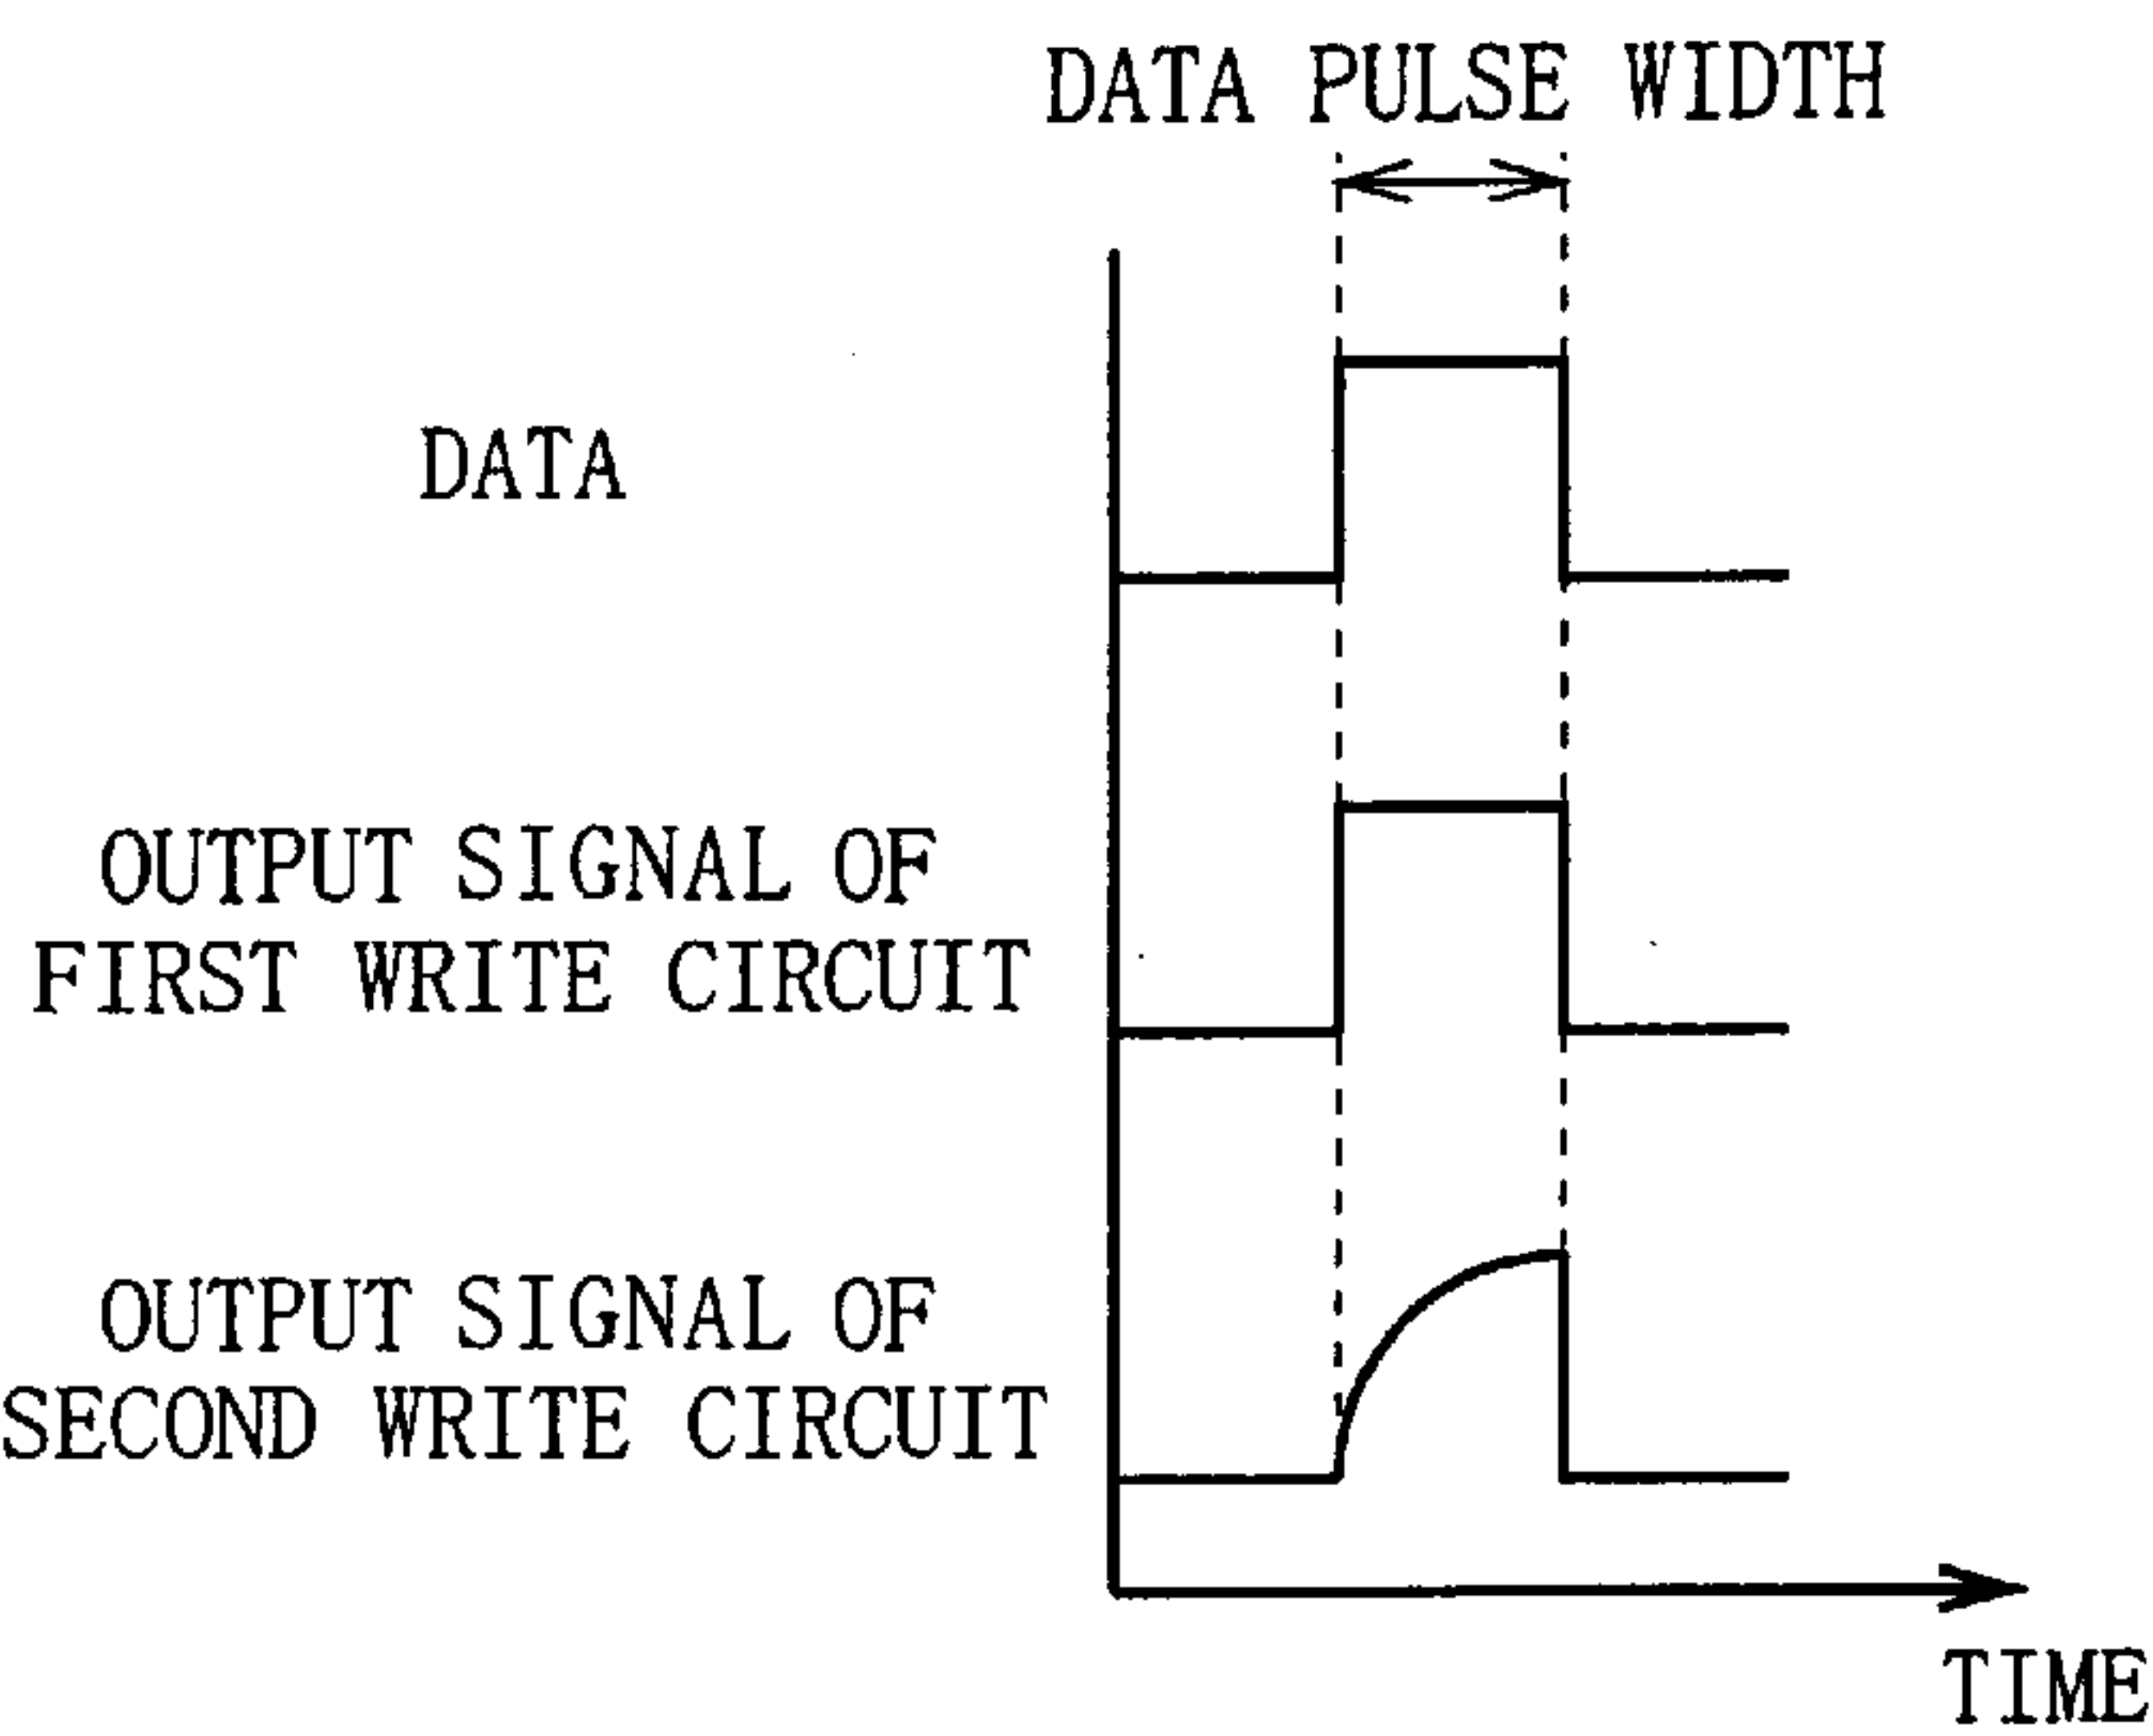 DATA PULSE WIDTH
DATA
OUTPUT SIGNAL OF
FIRST WRITE CIRCUIT
OUTPUT SIGNAL OF
SECOND WRITE CIRCUIT
TIME